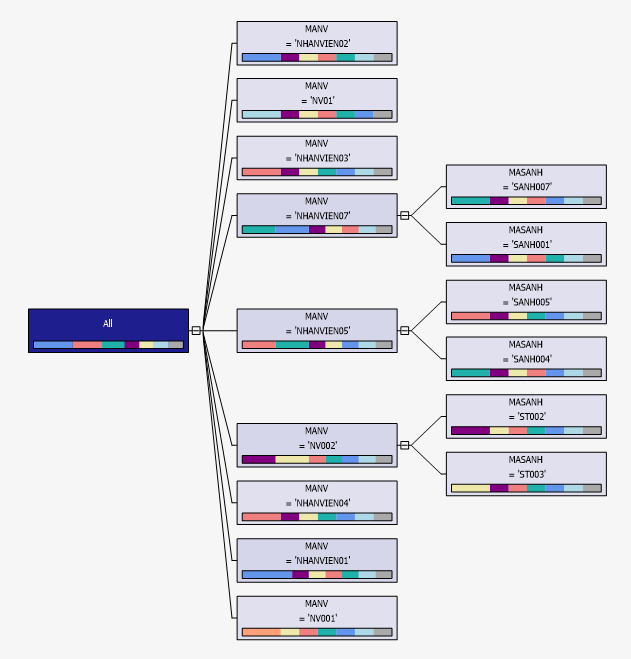 All
MANV
= 'NHANVIEN02'
MANV
= 'NV01'
MANV
= 'NHANVIEN03'
MANV
= 'NHANVIEN07'
MASANH
= 'SANH007'
MASANH
= 'SANH001'
MANV
= 'NHANVIEN05'
MASANH
= 'SANH005'
MASANH
= 'SANH004'
MANV
= 'NV002'
MASANH
= 'ST002'
MASANH
= 'ST003'
MANV
= 'NHANVIEN04'
MANV
= 'NHANVIEN01'
MANV
= 'NV001'